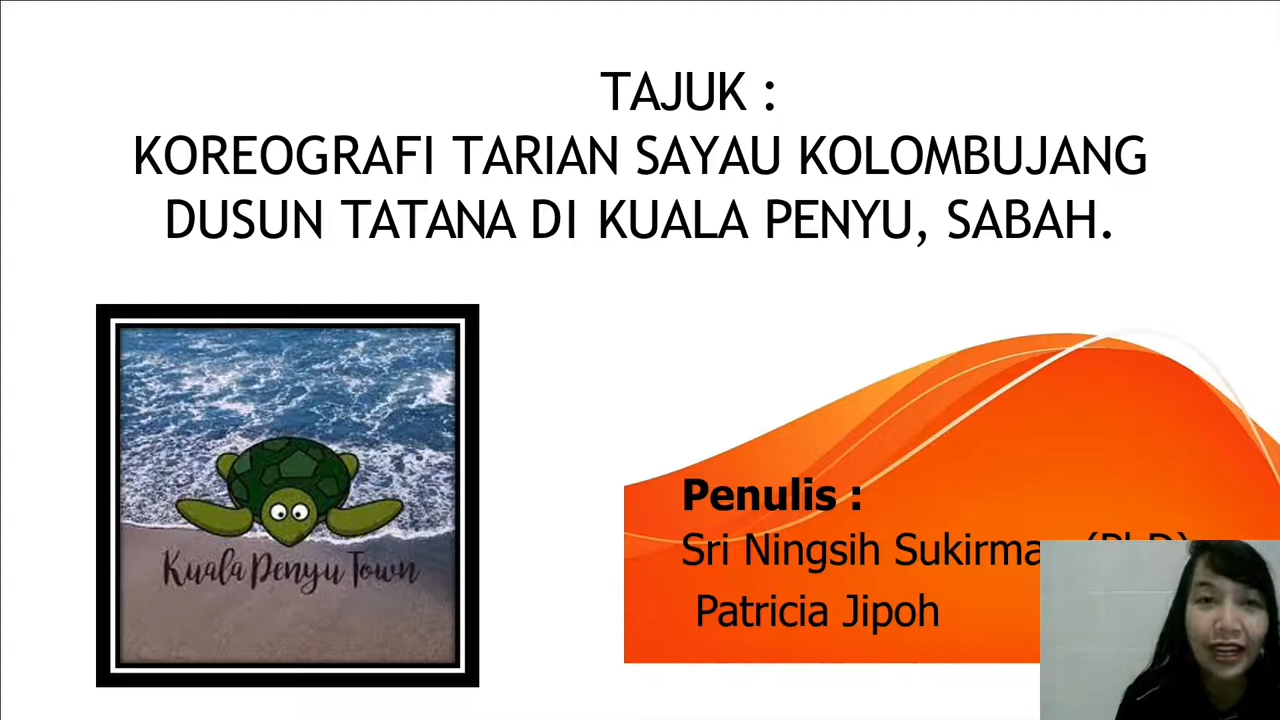 TAJUK :
KOREOGRAFI TARIAN SAYAU KOLOMBUJANG
DUSUN TATANA DI KUALA PENYU, SABAH.
Kuala Penyu Town
Penulis :
Sri Ningsih
Patricia Jipoh